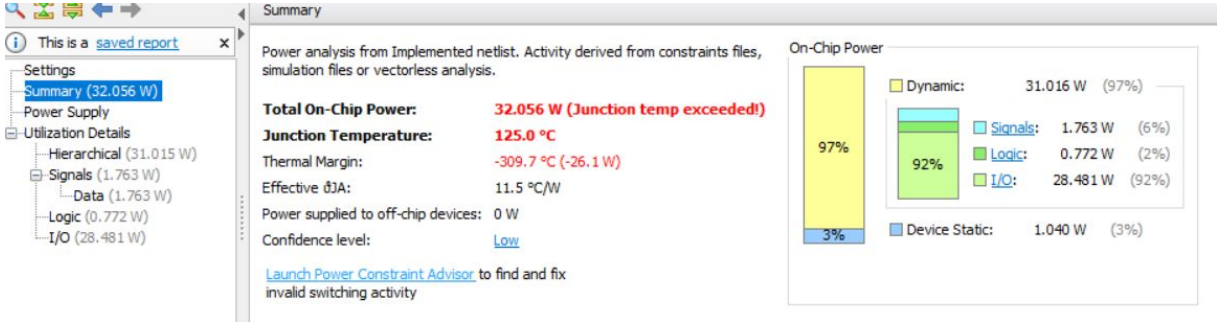 Summary
This is a saved report x
Settings
Summary (32.056 W)
Power Supply
Utilization Details
Hierarchical (31.015 W)
Signals (1.763 W)
Data (1.763 W)
Logic (0.772 W)
I/O (28.481 W)
Power analysis from Implemented netlist. Activity derived from constraints files,
simulation files or vectorless analysis.
Total On-Chip Power: 32.056 W (Junction temp exceeded!)
Junction Temperature: 125.0 °C
Thermal Margin: -309.7 °C (-26.1 W)
Effective ϑJA: 11.5 °C/W
Power supplied to off-chip devices: 0 W
Confidence level: Low
Launch Power Constraint Advisor to find and fix
invalid switching activity
On-Chip Power
97%
3%
Dynamic: 31.016 W (97%)
92%
Signals: 1.763 W (6%)
Logic: 0.772 W (2%)
I/O: 28.481 W (92%)
Device Static: 1.040 W (3%)